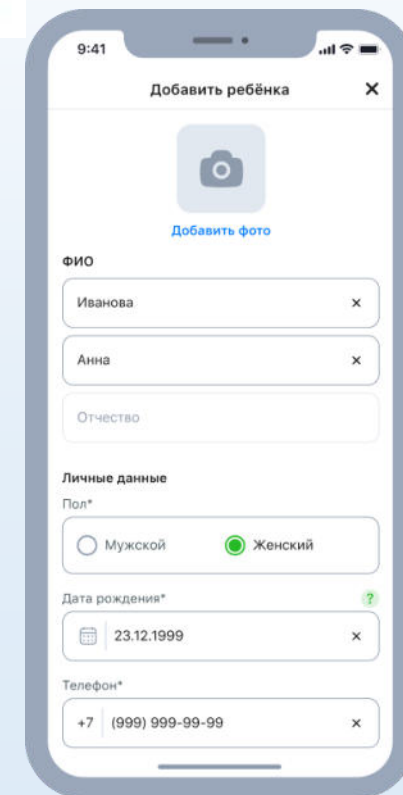 9:41
Добавить ребёнка
Добавить фото
ФИО
Иванова
Анна
Отчество
Личные данные
Пол*
Мужской Женский
Дата рождения* ?
23.12.1999
Телефон*
+7 (999) 999-99-99